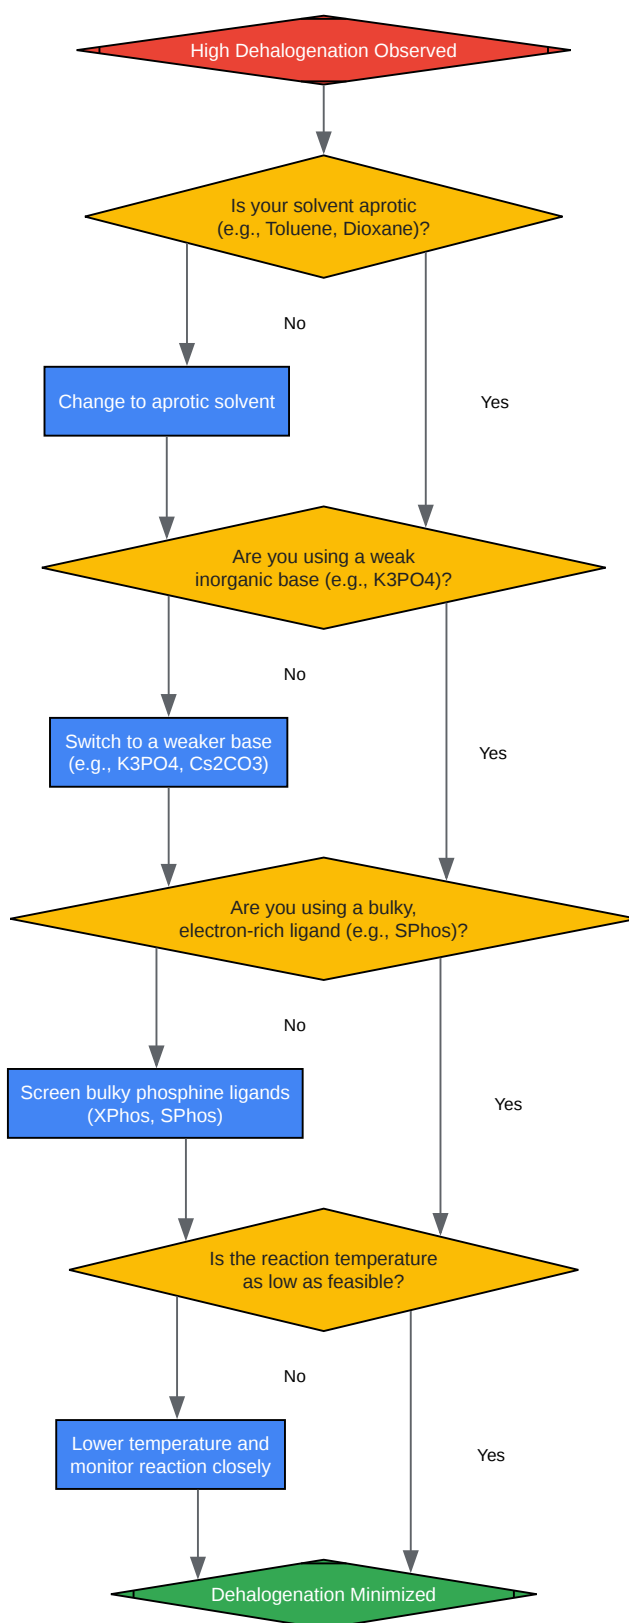 High Dehalogenation Observed
Is your solvent aprotic
(e.g., Toluene, Dioxane)?
No
Change to aprotic solvent
Yes
Are you using a weak
inorganic base (e.g., K3PO4)?
No
Switch to a weaker base
(e.g., K3PO4, Cs2CO3)
Yes
Are you using a bulky,
electron-rich ligand (e.g., SPhos)?
No
Screen bulky phosphine ligands
(XPhos, SPhos)
Yes
Is the reaction temperature
as low as feasible?
No
Lower temperature and
monitor reaction closely
Yes
Dehalogenation Minimized